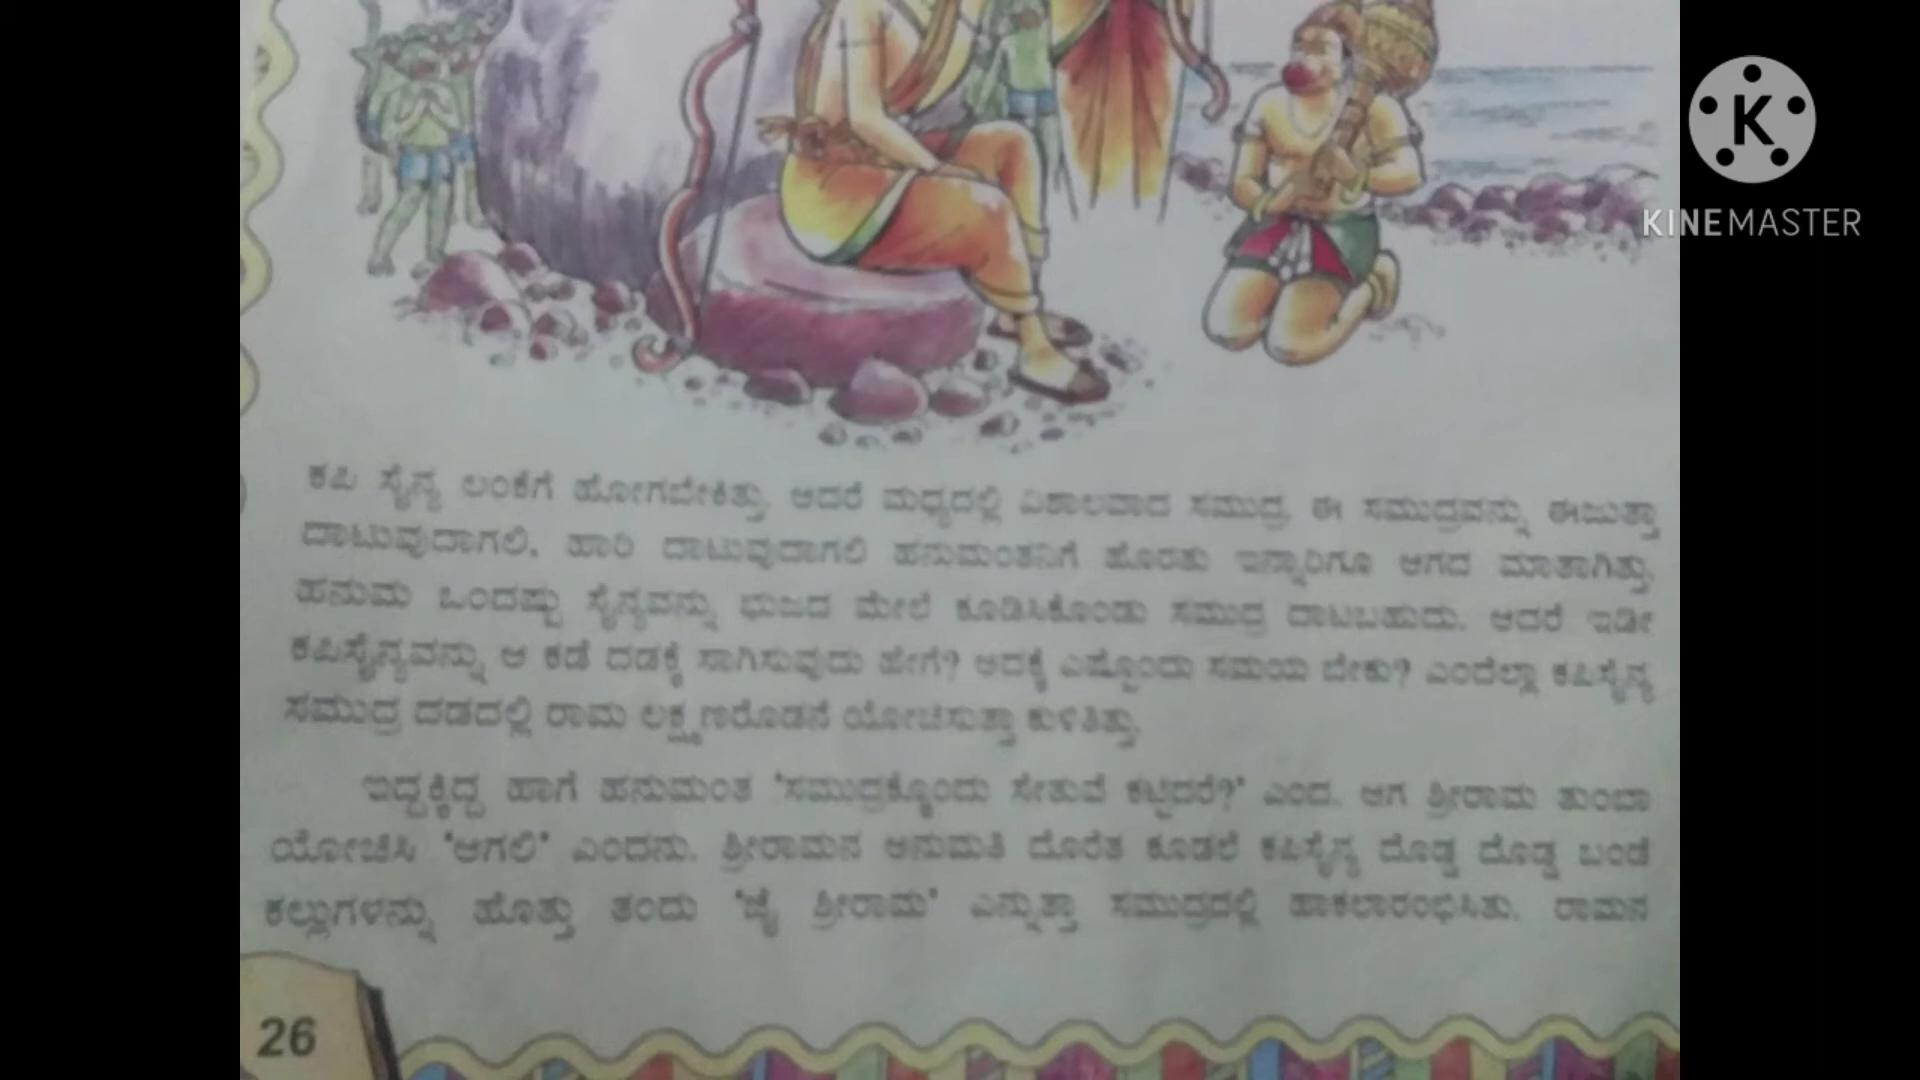 KINEMASTER
ಕಪಿ ಸೈನ್ಯ ಲಂಕೆಗೆ ಹೋಗಬೇಕಿತ್ತು. ಆದರೆ ಮಧ್ಯದಲ್ಲಿ ವಿಶಾಲವಾದ ಸಮುದ್ರ. ಈ ಸಮುದ್ರವನ್ನು ಈಜುತ್ತಾ
ದಾಟುವುದಾಗಲಿ, ಹಾರಿ ದಾಟುವುದಾಗಲಿ ಹನುಮಂತನಿಗೆ ಹೊರತು ಇನ್ನಾರಿಗೂ ಆಗದ ಮಾತಾಗಿತ್ತು.
ಹನುಮ ಒಂದಷ್ಟು ಸೈನ್ಯವನ್ನು ಭುಜದ ಮೇಲೆ ಕೂಡಿಸಿಕೊಂಡು ಸಮುದ್ರ ದಾಟಬಹುದು. ಆದರೆ ಇಡೀ
ಕಪಿಸೈನ್ಯವನ್ನು ಆ ಕಡೆ ದಡಕ್ಕೆ ಸಾಗಿಸುವುದು ಹೇಗೆ? ಅದಕ್ಕೆ ಎಷ್ಟೊಂದು ಸಮಯ ಬೇಕು? ಎಂದೆಲ್ಲಾ ಕಪಿಸೈನ್ಯ
ಸಮುದ್ರ ದಡದಲ್ಲಿ ರಾಮ ಲಕ್ಷ್ಮಣರೊಡನೆ ಯೋಚಿಸುತ್ತಾ ಕುಳಿತಿತ್ತು.
ಇದ್ದಕ್ಕಿದ್ದ ಹಾಗೆ ಹನುಮಂತ 'ಸಮುದ್ರಕ್ಕೊಂದು ಸೇತುವೆ ಕಟ್ಟಿದರೆ?' ಎಂದ. ಆಗ ಶ್ರೀರಾಮ ತುಂಬಾ
ಯೋಚಿಸಿ 'ಆಗಲಿ' ಎಂದನು. ಶ್ರೀರಾಮನ ಅನುಮತಿ ದೊರೆತ ಕೂಡಲೆ ಕಪಿಸೈನ್ಯ ದೊಡ್ಡ ದೊಡ್ಡ ಬಂಡೆ
ಕಲ್ಲುಗಳನ್ನು ಹೊತ್ತು ತಂದು 'ಜೈ ಶ್ರೀರಾಮ' ಎನ್ನುತ್ತಾ ಸಮುದ್ರದಲ್ಲಿ ಹಾಕಲಾರಂಭಿಸಿತು. ರಾಮನ
26